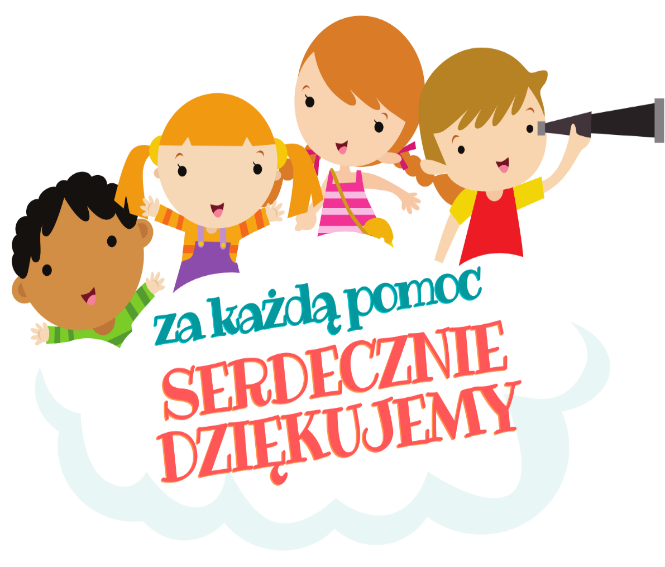 za każdą pomoc
SERDECZNIE
DZIĘKUJEMY